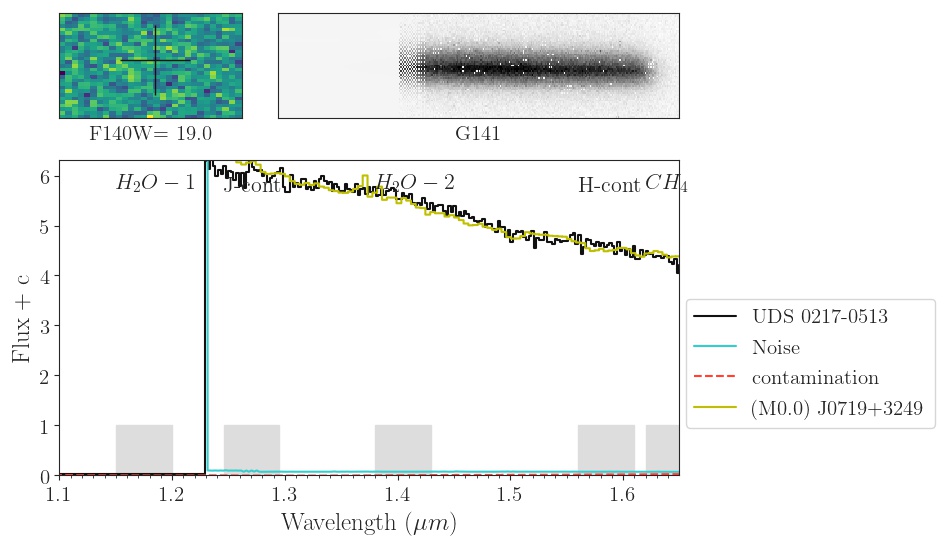 F140W= 19.0
G141
H₂O − 1
J-cont
H₂O − 2
H-cont
CH₄
6
5
4
3
2
1
0
Flux + c
1.1
1.2
1.3
1.4
1.5
1.6
Wavelength (μm)
UDS 0217-0513
Noise
contamination
(M0.0) J0719+3249